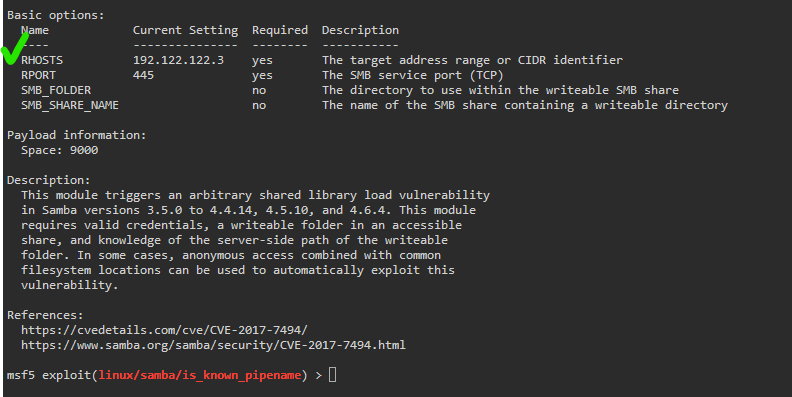 Basic options:
Name Current Setting Required Description
---- --------------- -------- -----------
RHOSTS 192.122.122.3 yes The target address range or CIDR identifier
RPORT 445 yes The SMB service port (TCP)
SMB_FOLDER no The directory to use within the writeable SMB share
SMB_SHARE_NAME no The name of the SMB share containing a writeable directory
Payload information:
Space: 9000
Description:
This module triggers an arbitrary shared library load vulnerability
in Samba versions 3.5.0 to 4.4.14, 4.5.10, and 4.6.4. This module
requires valid credentials, a writeable folder in an accessible
share, and knowledge of the server-side path of the writeable
folder. In some cases, anonymous access combined with common
filesystem locations can be used to automatically exploit this
vulnerability.
References:
https://cvedetails.com/cve/CVE-2017-7494/
https://www.samba.org/samba/security/CVE-2017-7494.html
msf5 exploit(linux/samba/is_known_pipename) >